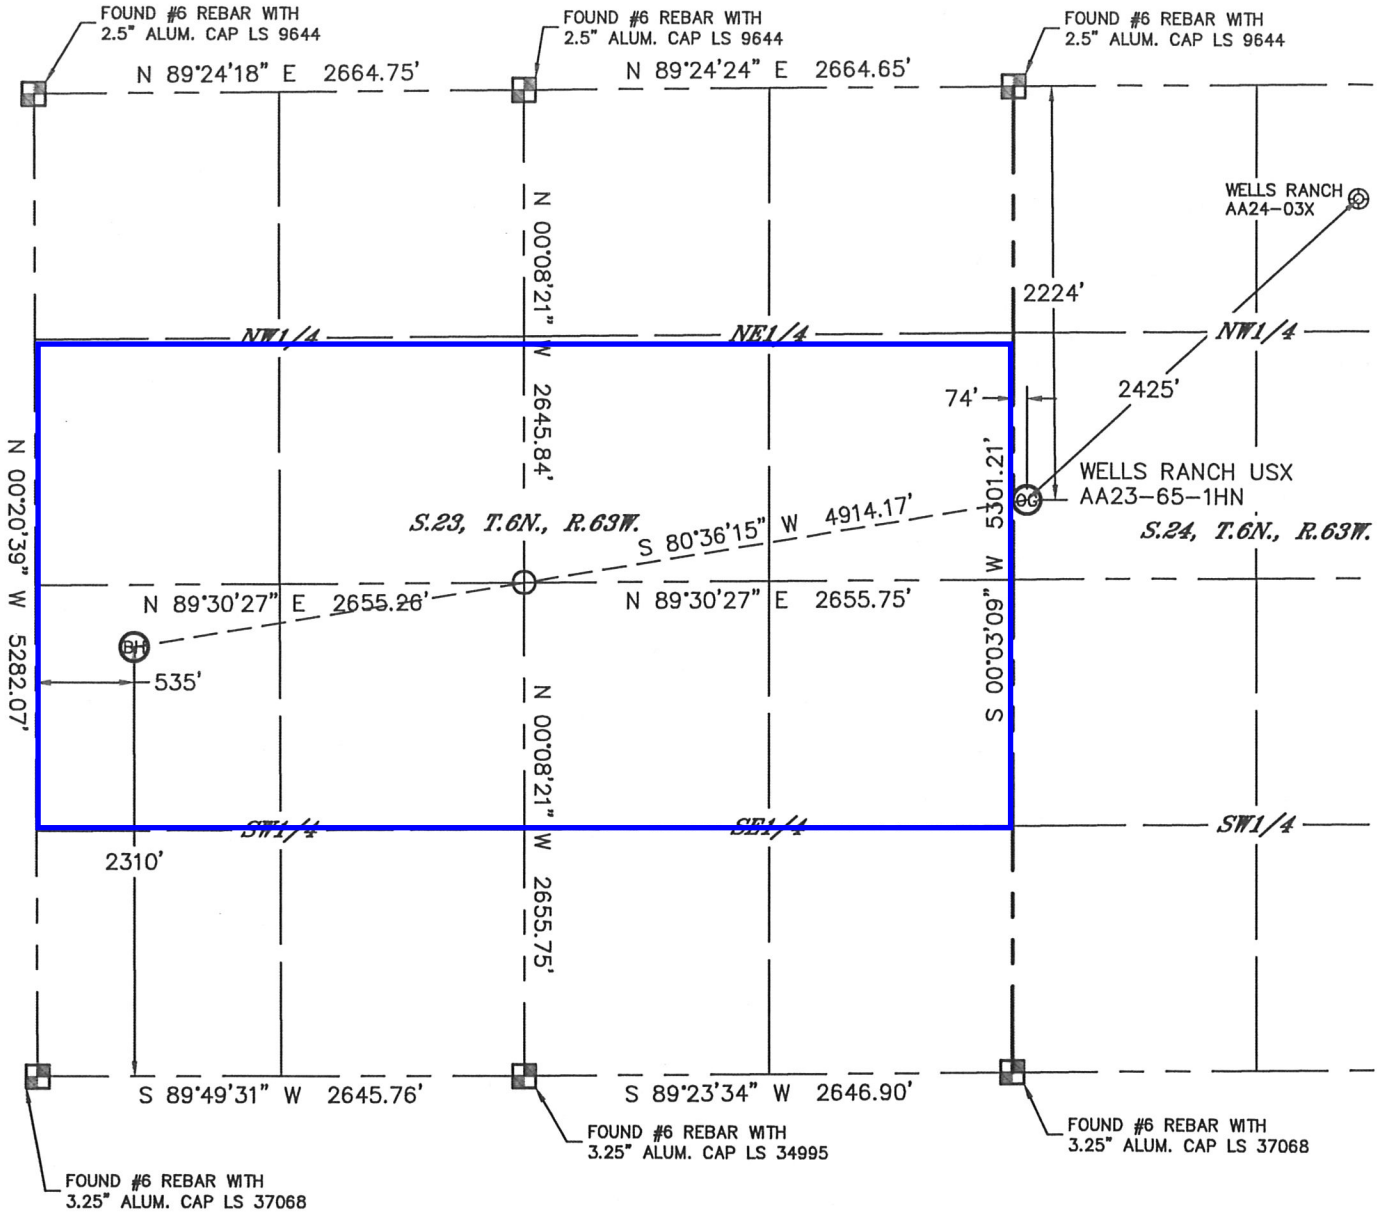 FOUND #6 REBAR WITH
2.5" ALUM. CAP LS 9644
FOUND #6 REBAR WITH
2.5" ALUM. CAP LS 9644
FOUND #6 REBAR WITH
2.5" ALUM. CAP LS 9644
N 89°24'18" E 2664.75'
N 89°24'24" E 2664.65'
WELLS RANCH
AA24-03X
N 00°08'21" W 2645.84'
2224'
NW1/4
NE1/4
NW1/4
2425'
74'
N 00°20'39" W 5282.07'
S 00°03'09" W 5301.21'
WELLS RANCH USX
AA23-65-1HN
OG
S.23, T.6N., R.63W.
S 80°36'15" W 4914.17'
S.24, T.6N., R.63W.
N 89°30'27" E 2655.26'
N 89°30'27" E 2655.75'
BH
535'
N 00°08'21" W 2655.75'
SW1/4
SE1/4
SW1/4
2310'
S 89°49'31" W 2645.76'
S 89°23'34" W 2646.90'
FOUND #6 REBAR WITH
3.25" ALUM. CAP LS 34995
FOUND #6 REBAR WITH
3.25" ALUM. CAP LS 37068
FOUND #6 REBAR WITH
3.25" ALUM. CAP LS 37068